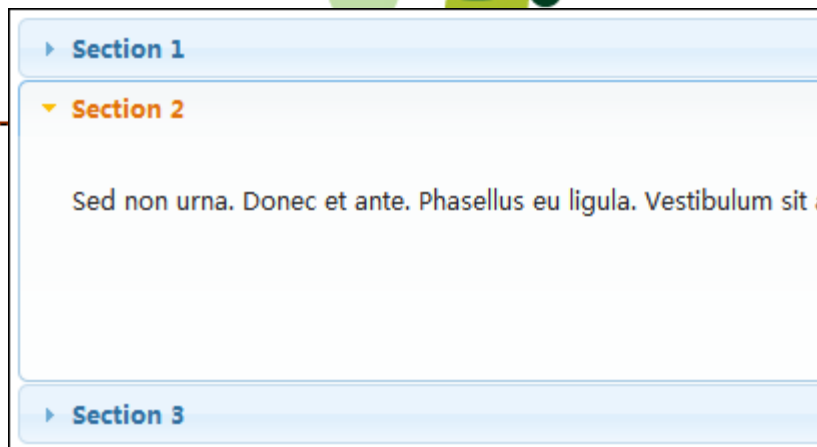 Section 1
Section 2
Sed non urna. Donec et ante. Phasellus eu ligula. Vestibulum sit
Section 3